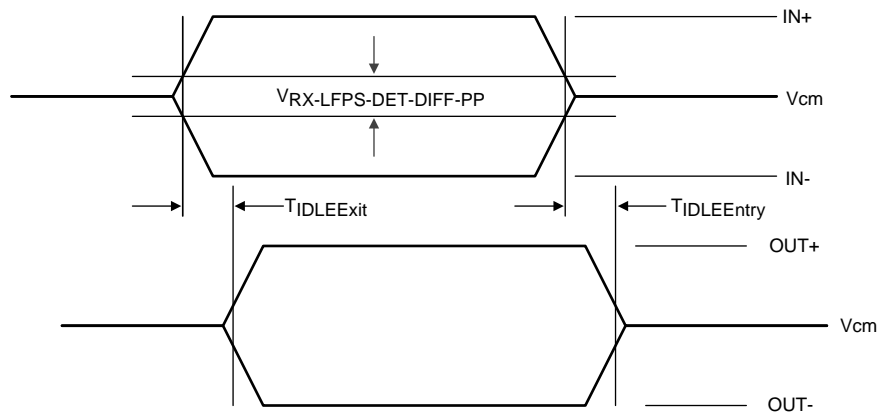 IN+
VRX-LFPS-DET-DIFF-PP
Vcm
IN-
TIDLEExit
TIDLEEntry
OUT+
Vcm
OUT-